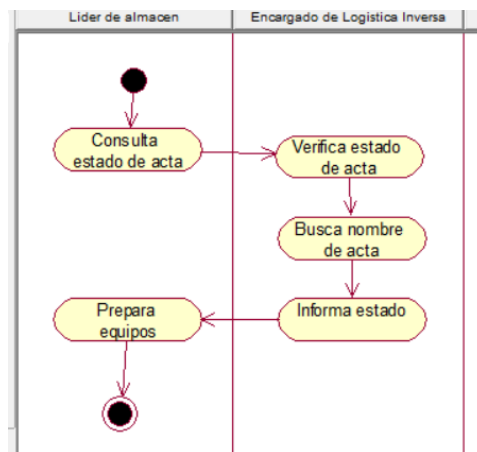 Lider de almacen
Encargado de Logistica Inversa
Consulta
estado de acta
Verifica estado
de acta
Busca nombre
de acta
Prepara
equipos
Informa estado